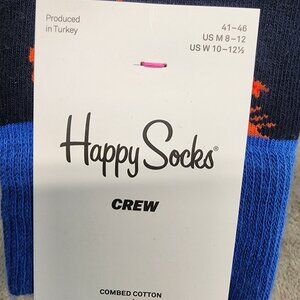 Produced
in Turkey
41–46
US M 8–12
US W 10–12½
Happy Socks®
CREW
COMBED COTTON